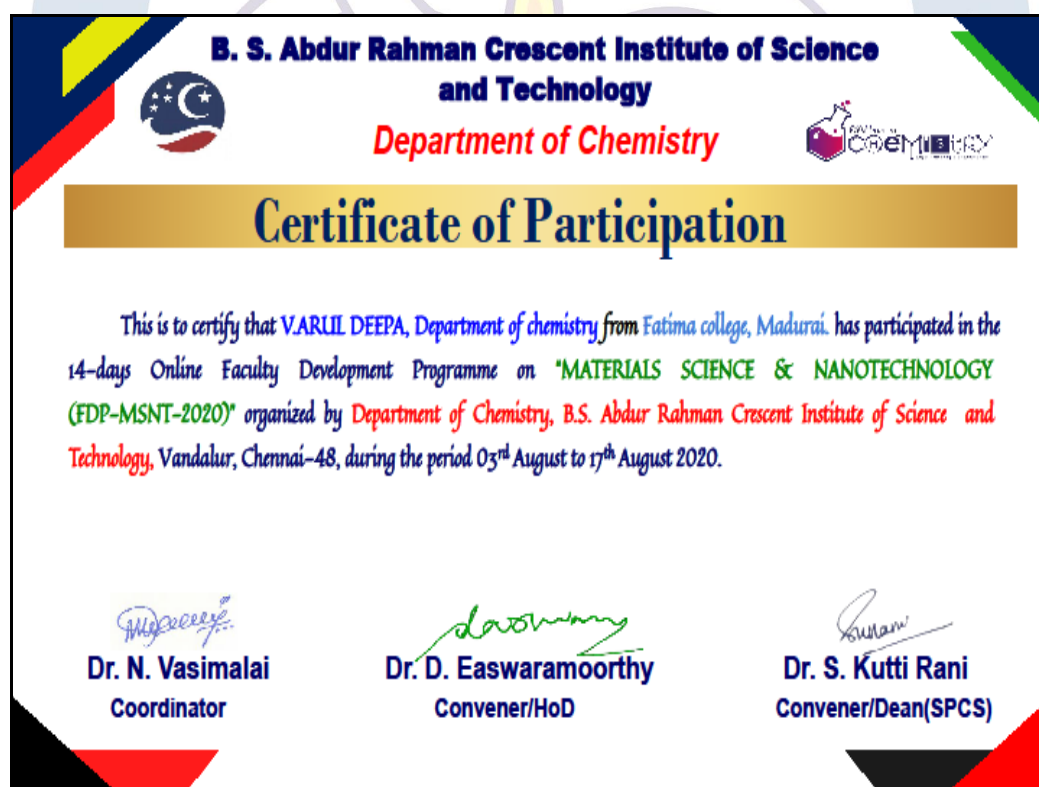 B. S. Abdur Rahman Crescent Institute of Science
and Technology
Department of Chemistry
CHEMISTRY
Certificate of Participation
This is to certify that V.ARUL DEEPA, Department of chemistry from Fatima college, Madurai. has participated in the
14-days Online Faculty Development Programme on "MATERIALS SCIENCE & NANOTECHNOLOGY
(FDP-MSNT-2020)" organized by Department of Chemistry, B.S. Abdur Rahman Crescent Institute of Science and
Technology, Vandalur, Chennai-48, during the period 03rd August to 17th August 2020.
Dr. N. Vasimalai
Coordinator
Dr. D. Easwaramoorthy
Convener/HoD
Dr. S. Kutti Rani
Convener/Dean(SPCS)